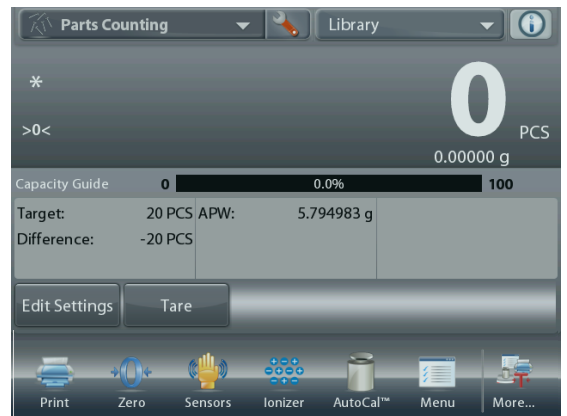 Parts Counting Library
*
0
>0<
PCS
0.00000 g
Capacity Guide 0 0.0% 100
Target: 20 PCS APW: 5.794983 g
Difference: -20 PCS
Edit Settings Tare
Print Zero Sensors Ionizer AutoCal™ Menu More...